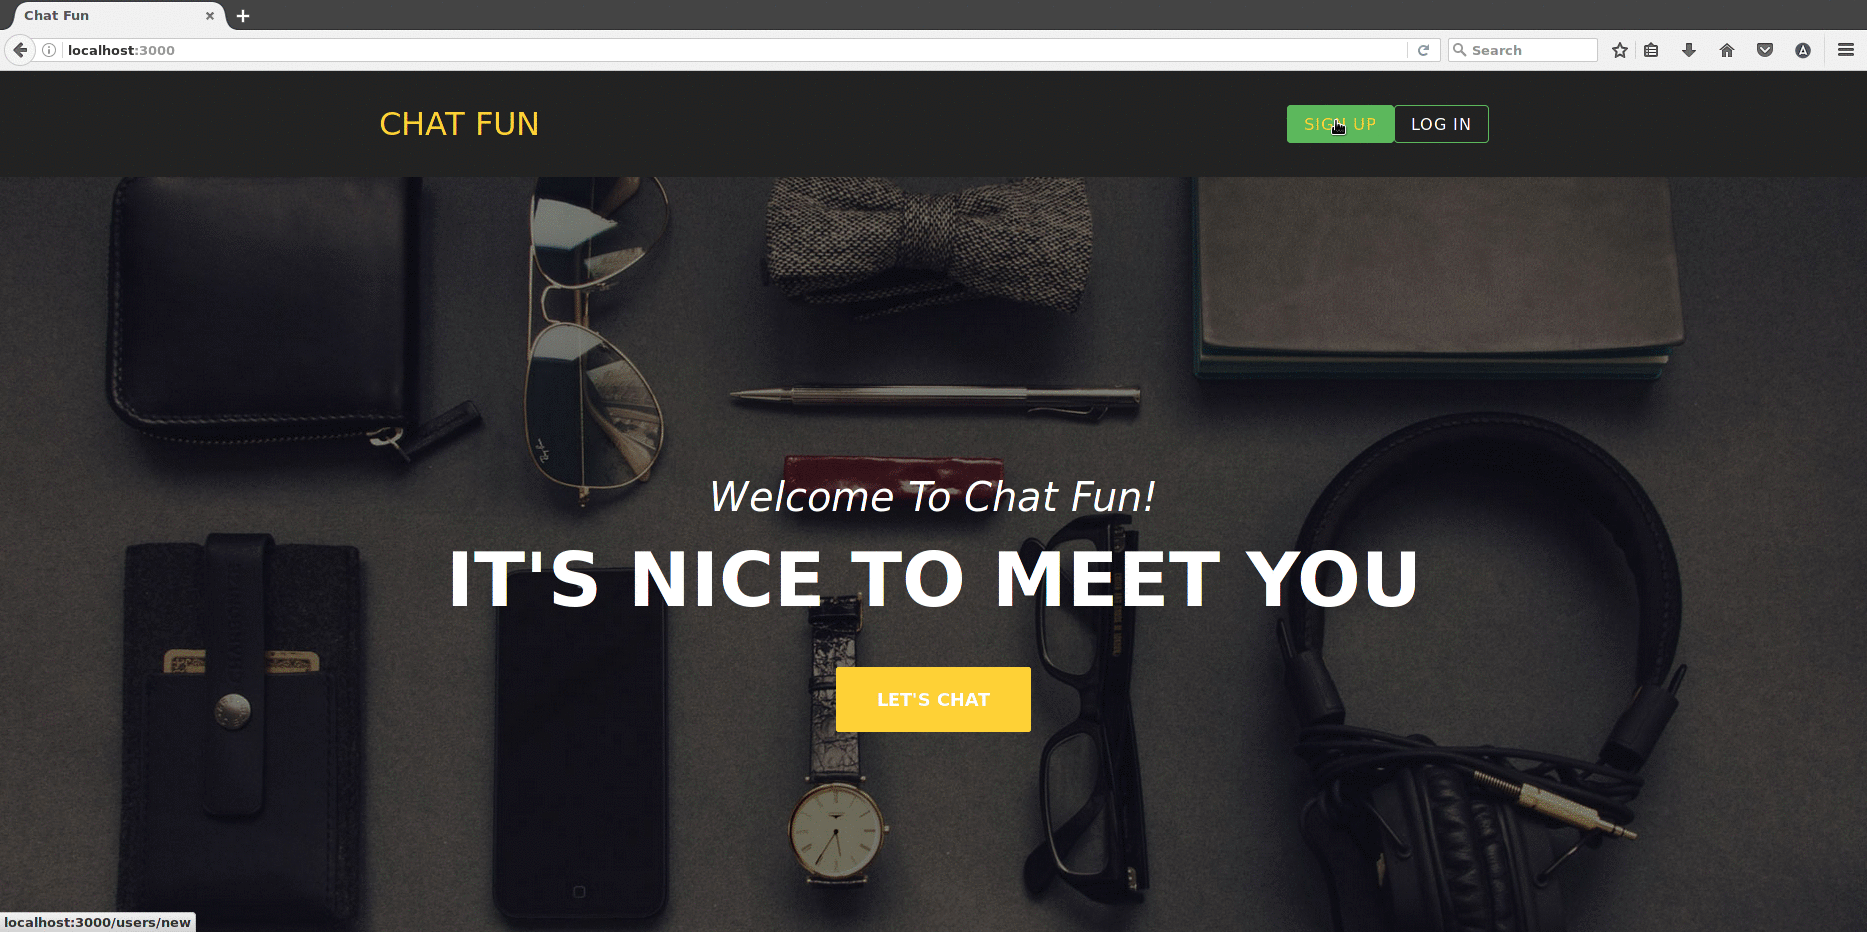 Chat Fun
localhost:3000
Search
CHAT FUN
SIGN UP
LOG IN
Welcome To Chat Fun!
IT'S NICE TO MEET YOU
LET'S CHAT
localhost:3000/users/new